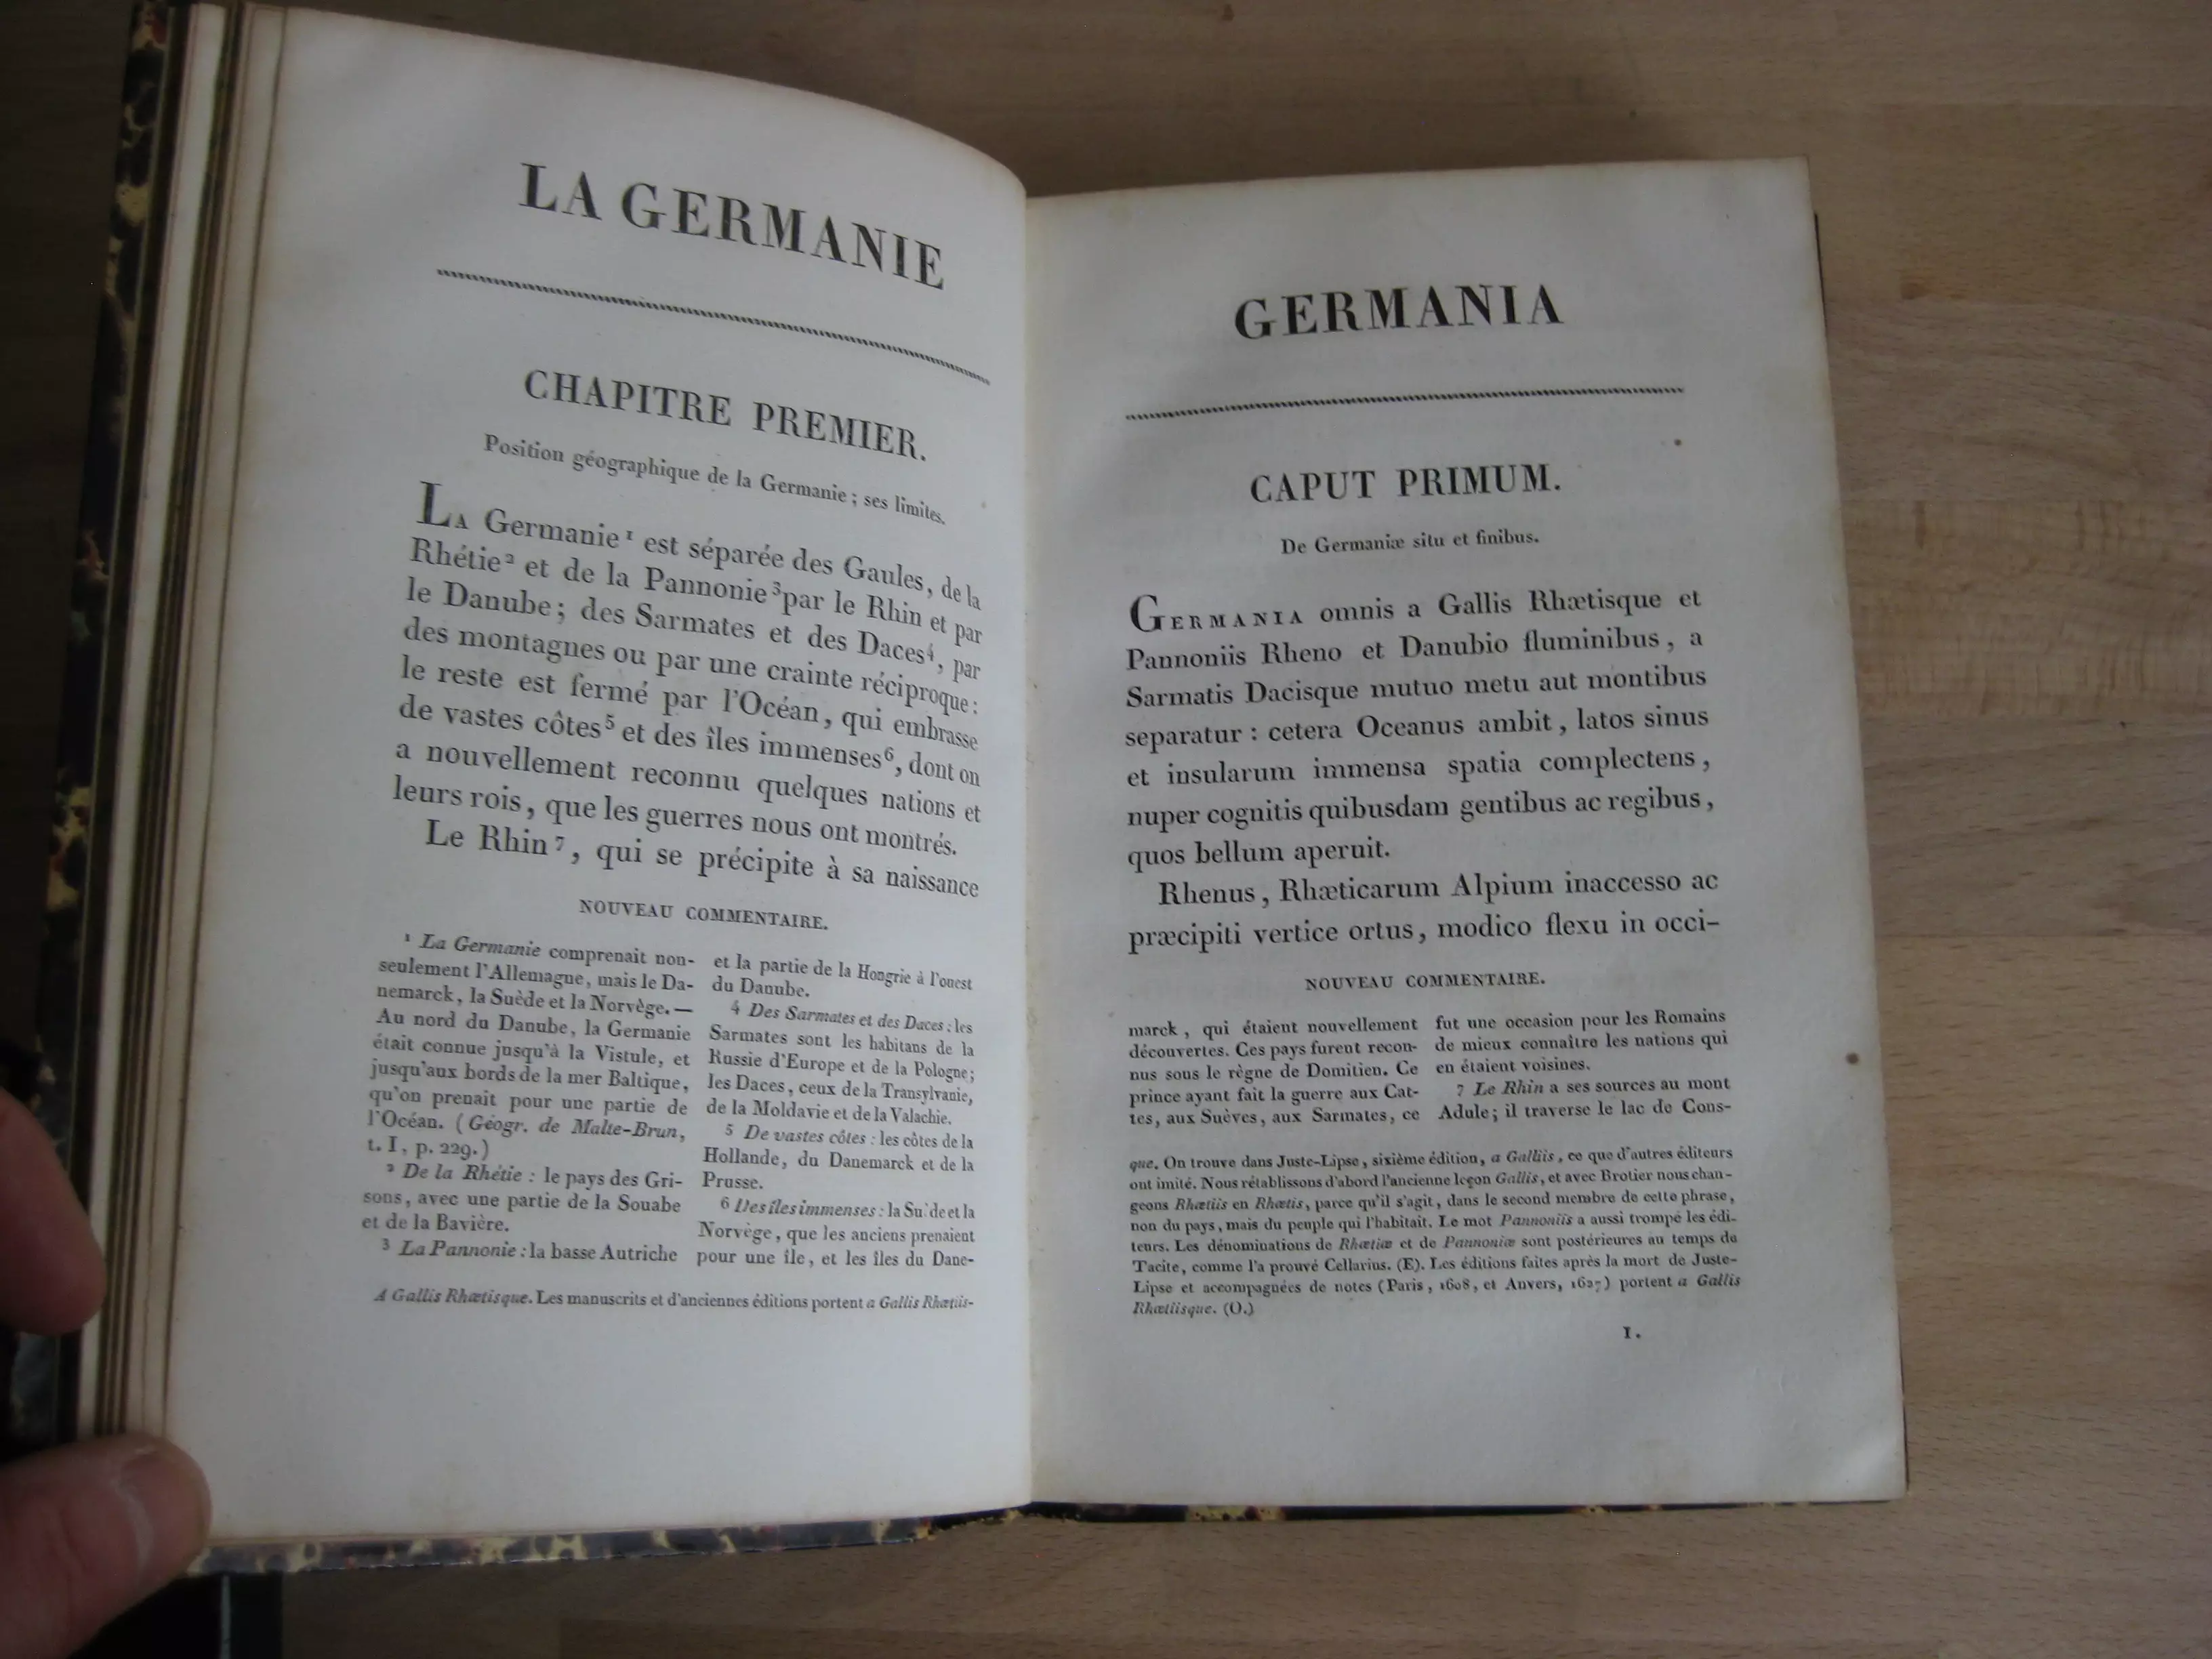 LA GERMANIE
CHAPITRE PREMIER.
Position géographique de la Germanie ; ses limites.
LA Germanie¹ est séparée des Gaules, de la
Rhétie² et de la Pannonie³ par le Rhin et par
le Danube ; des Sarmates et des Daces⁴, par
des montagnes ou par une crainte réciproque :
le reste est fermé par l'Océan, qui embrasse
de vastes côtes⁵ et des îles immenses⁶, dont on
a nouvellement reconnu quelques nations et
leurs rois, que les guerres nous ont montrés.
Le Rhin⁷, qui se précipite à sa naissance
NOUVEAU COMMENTAIRE.
¹ La Germanie comprenait non-
seulement l'Allemagne, mais le Da-
nemarck, la Suède et la Norvège. —
Au nord du Danube, la Germanie
était connue jusqu'à la Vistule, et
jusqu'aux bords de la mer Baltique,
qu'on prenait pour une partie de
l'Océan. (Géogr. de Malte-Brun,
t. I, p. 229.)
² De la Rhétie : le pays des Gri-
sons, avec une partie de la Souabe
et de la Bavière.
³ La Pannonie : la basse Autriche
et la partie de la Hongrie à l'ouest
du Danube.
4 Des Sarmates et des Daces : les
Sarmates sont les habitans de la
Russie d'Europe et de la Pologne ;
les Daces, ceux de la Transylvanie,
de la Moldavie et de la Valachie.
5 De vastes côtes : les côtes de la
Hollande, du Danemarck et de la
Prusse.
6 Des îles immenses : la Su de et la
Norvège, que les anciens prenaient
pour une île, et les îles du Dane-
A Gallis Rhætisque. Les manuscrits et d'anciennes éditions portent a Gallis Rhætiis-
GERMANIA
CAPUT PRIMUM.
De Germaniæ situ et finibus.
GERMANIA omnis a Gallis Rhætisque et
Pannoniis Rheno et Danubio fluminibus, a
Sarmatis Dacisque mutuo metu aut montibus
separatur : cetera Oceanus ambit, latos sinus
et insularum immensa spatia complectens,
nuper cognitis quibusdam gentibus ac regibus,
quos bellum aperuit.
Rhenus, Rhæticarum Alpium inaccesso ac
præcipiti vertice ortus, modico flexu in occi-
NOUVEAU COMMENTAIRE.
marck, qui étaient nouvellement
découvertes. Ces pays furent recon-
nus sous le règne de Domitien. Ce
prince ayant fait la guerre aux Cat-
tes, aux Suèves, aux Sarmates, ce
fut une occasion pour les Romains
de mieux connaître les nations qui
en étaient voisines.
7 Le Rhin a ses sources au mont
Adule ; il traverse le lac de Cons-
que. On trouve dans Juste-Lipse, sixième édition, a Galliis, ce que d'autres éditeurs
ont imité. Nous rétablissons d'abord l'ancienne leçon Gallis, et avec Brotier nous chan-
geons Rhætiis en Rhætis, parce qu'il s'agit, dans le second membre de cette phrase,
non du pays, mais du peuple qui l'habitait. Le mot Pannoniis a aussi trompé les édi-
teurs. Les dénominations de Rhætiæ et de Pannoniæ sont postérieures au temps de
Tacite, comme l'a prouvé Cellarius. (E). Les éditions faites après la mort de Juste-
Lipse et accompagnées de notes (Paris, 1608, et Anvers, 1627) portent a Gallis
Rhætiisque. (O.)
1.